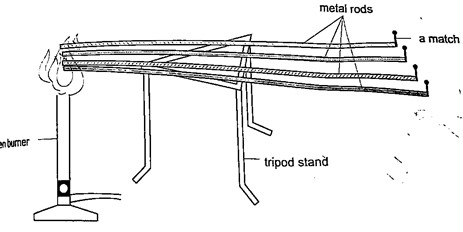 metal rods
a match
en burner
tripod stand